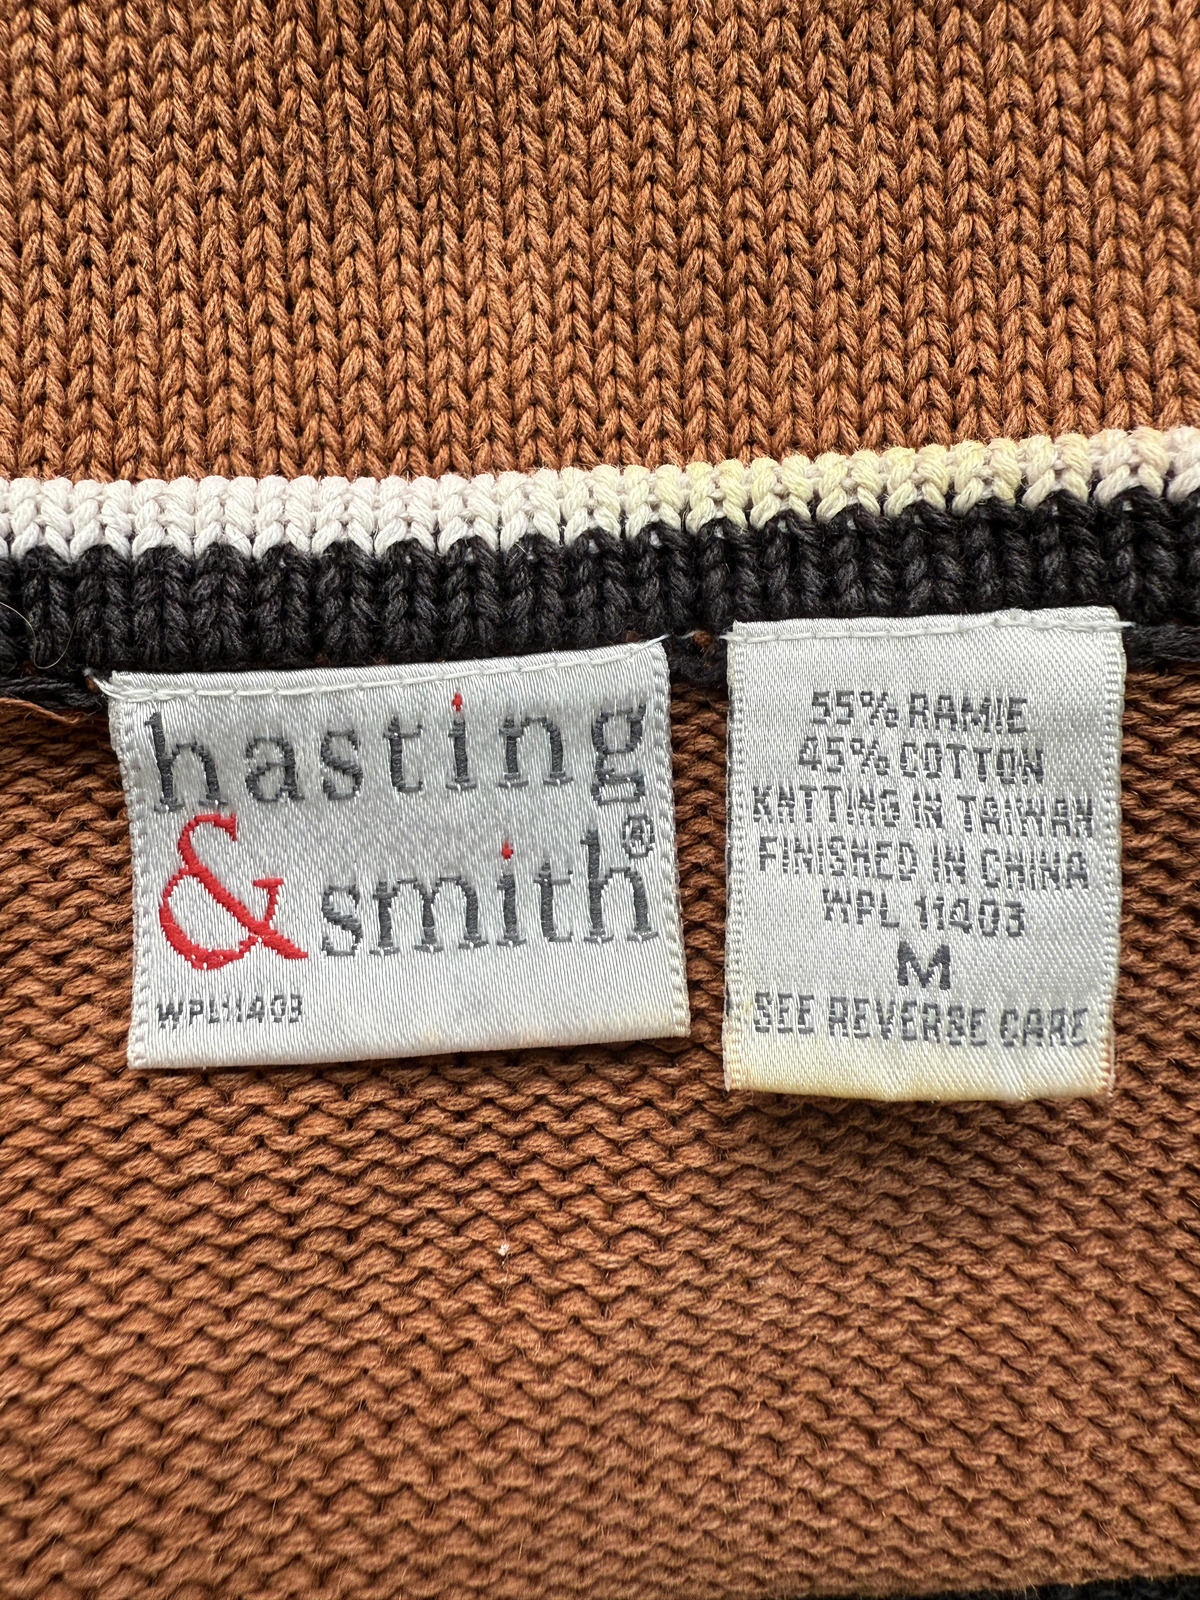 hasting
& smith®
WPL11403
55% RAMIE
45% COTTON
KNTTING IN TAIWAN
FINISHED IN CHINA
WPL 11403
M
SEE REVERSE CARE